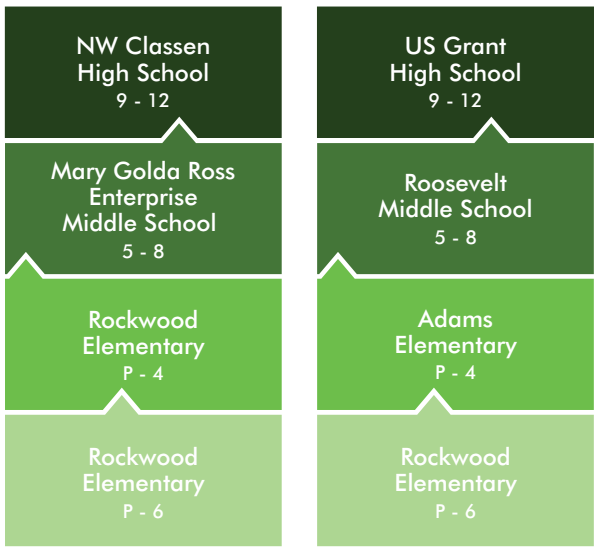 NW Classen
High School
9 - 12
Mary Golda Ross
Enterprise
Middle School
5 - 8
Rockwood
Elementary
P - 4
Rockwood
Elementary
P - 6
US Grant
High School
9 - 12
Roosevelt
Middle School
5 - 8
Adams
Elementary
P - 4
Rockwood
Elementary
P - 6